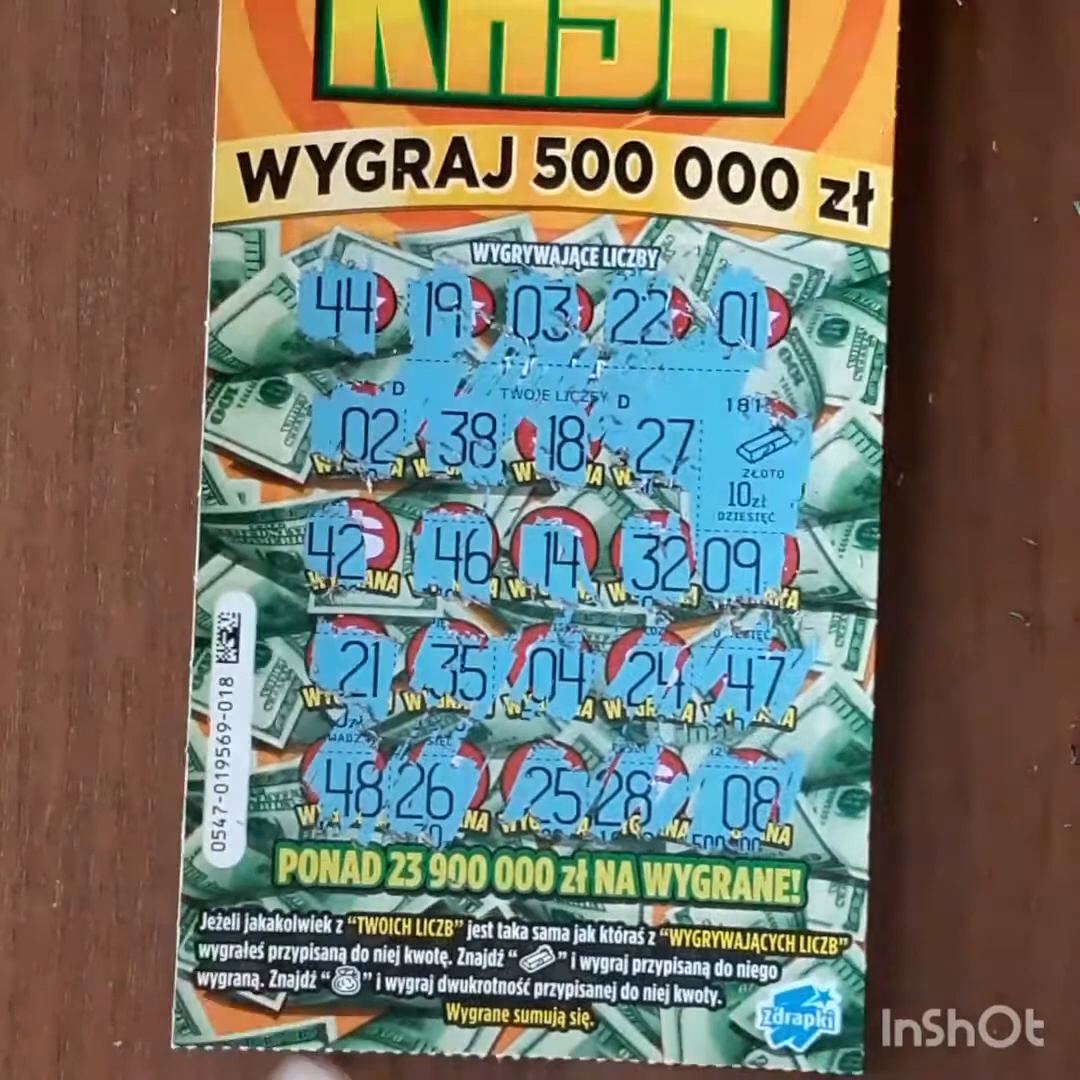 KASA
WYGRAJ 500 000 zł
WYGRYWAJĄCE LICZBY
44 19 03 22 01
TWOJE LICZBY
D D 181
02 38 18 27 ZŁOTO
10zł
DZIESIĘĆ
42 46 14 32 09
21 35 04 24 47
48 26 25 28 08
0547-019569-018
PONAD 23 900 000 zł NA WYGRANE!
Jeżeli jakakolwiek z “TWOICH LICZB” jest taka sama jak któraś z “WYGRYWAJĄCYCH LICZB”
wygrałeś przypisaną do niej kwotę. Znajdź “ ” i wygraj przypisaną do niego
wygraną. Znajdź “ ” i wygraj dwukrotność przypisanej do niej kwoty.
Wygrane sumują się.
Zdrapki
InShOt